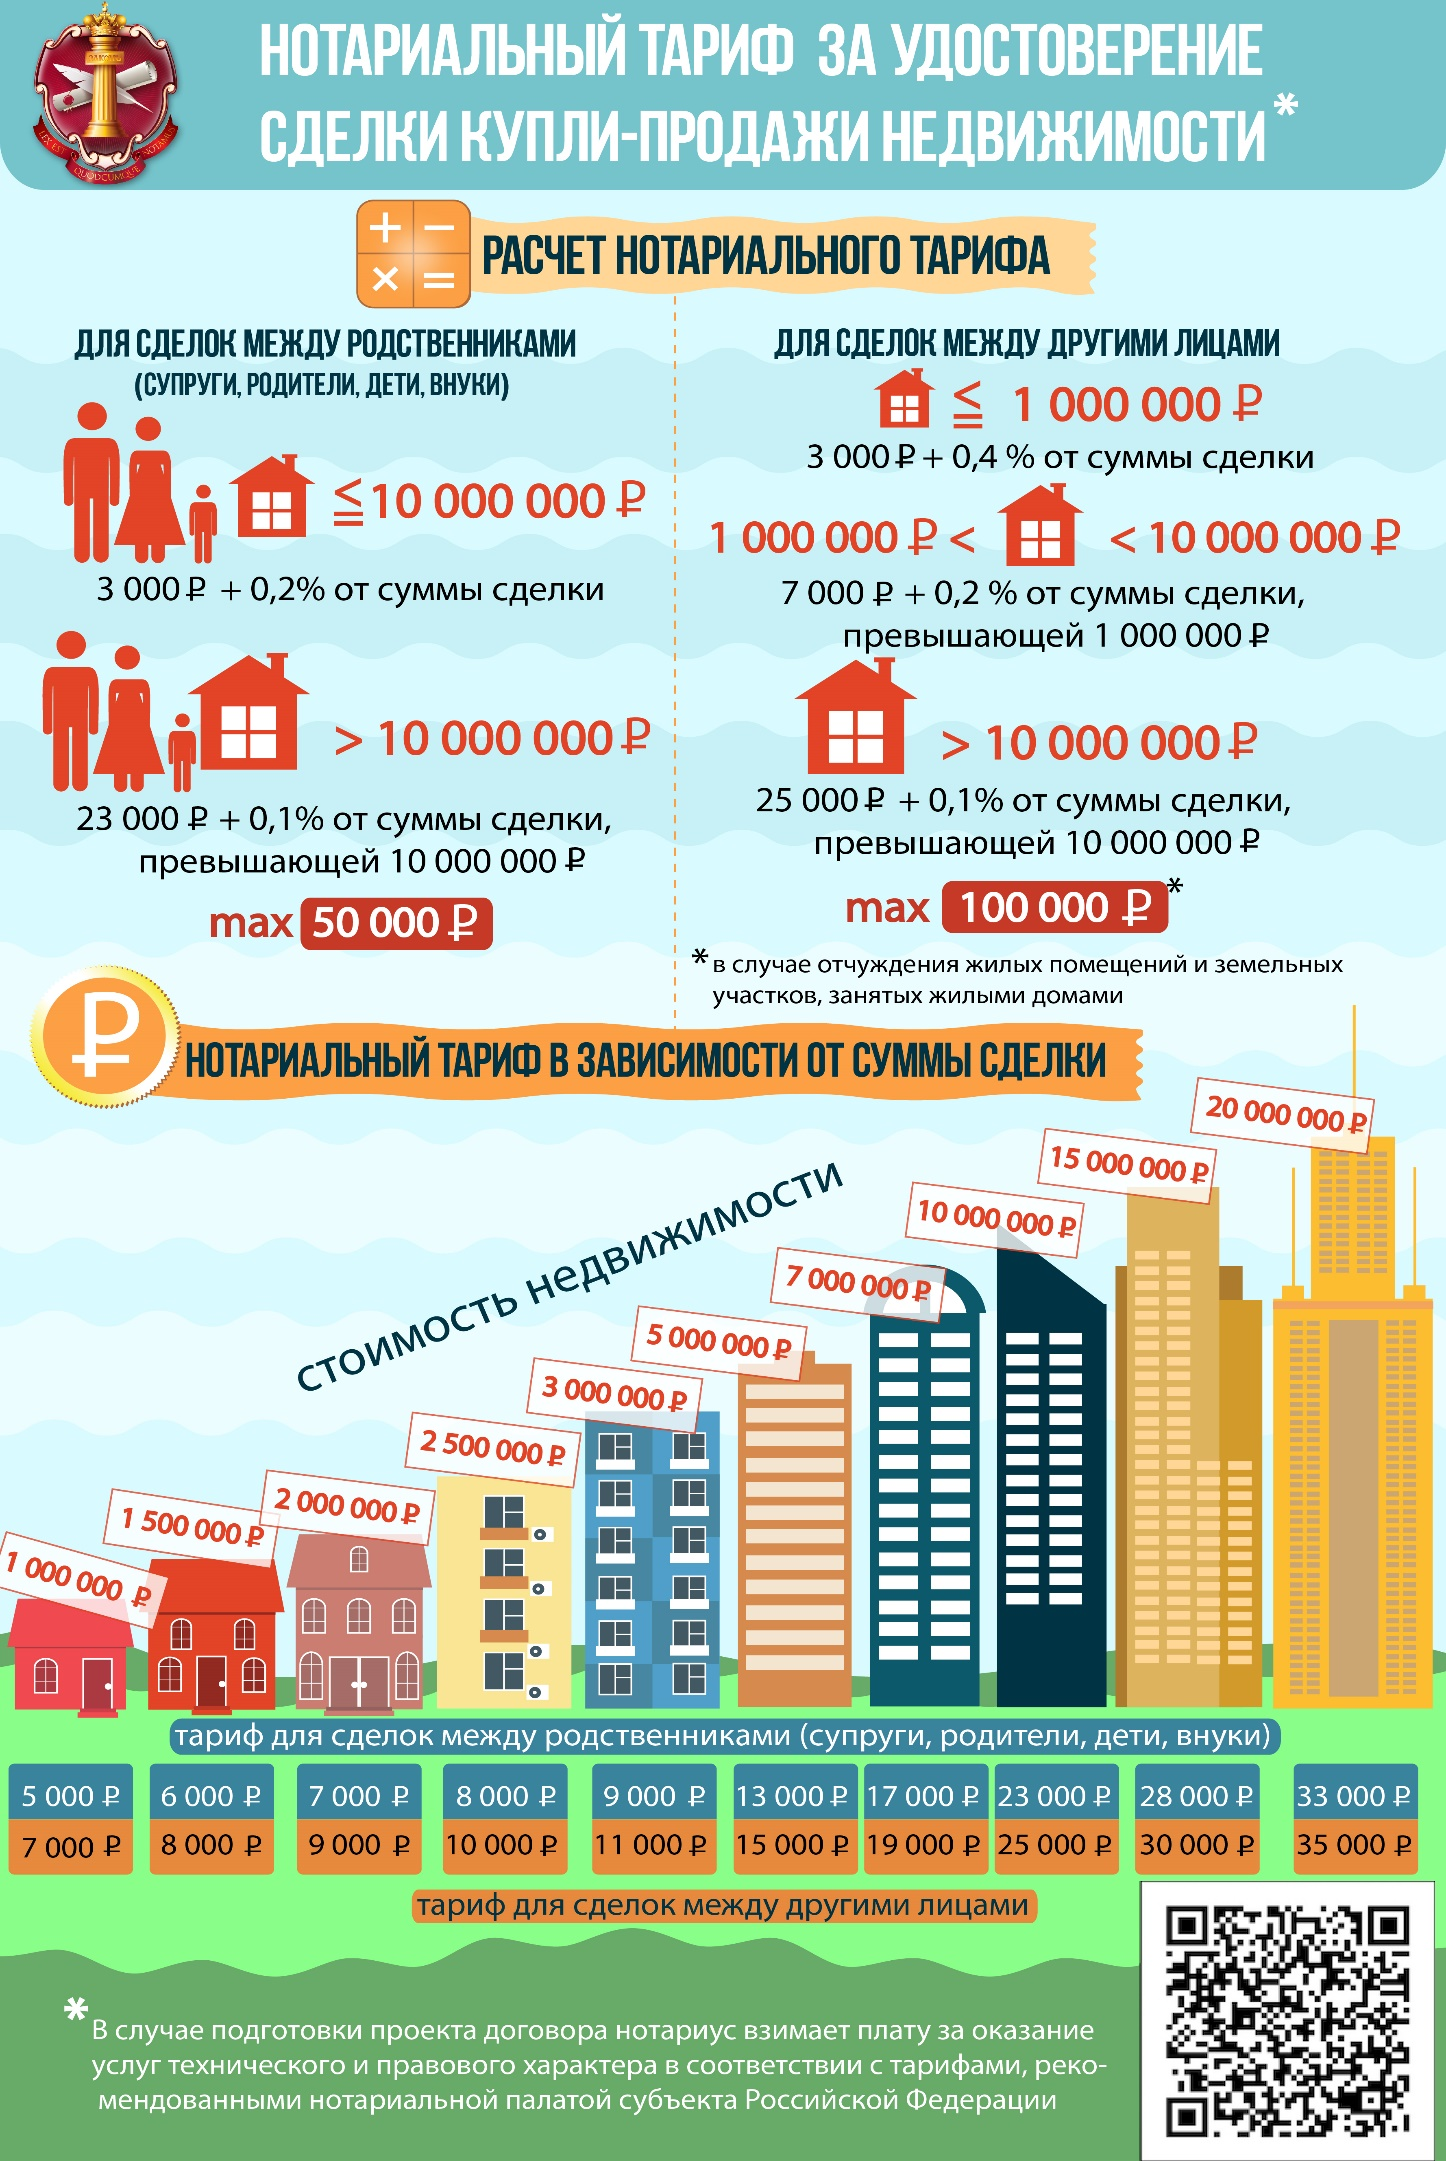 НОТАРИАЛЬНЫЙ ТАРИФ ЗА УДОСТОВЕРЕНИЕ
СДЕЛКИ КУПЛИ-ПРОДАЖИ НЕДВИЖИМОСТИ*
LEX EST QUODCUMQUE NOTAMUS
РАСЧЕТ НОТАРИАЛЬНОГО ТАРИФА
ДЛЯ СДЕЛОК МЕЖДУ РОДСТВЕННИКАМИ
(СУПРУГИ, РОДИТЕЛИ, ДЕТИ, ВНУКИ)
≦ 10 000 000 ₽
3 000 ₽ + 0,2% от суммы сделки
> 10 000 000 ₽
23 000 ₽ + 0,1% от суммы сделки,
превышающей 10 000 000 ₽
max 50 000 ₽
ДЛЯ СДЕЛОК МЕЖДУ ДРУГИМИ ЛИЦАМИ
≦ 1 000 000 ₽
3 000 ₽ + 0,4 % от суммы сделки
1 000 000 ₽ < < 10 000 000 ₽
7 000 ₽ + 0,2 % от суммы сделки,
превышающей 1 000 000 ₽
> 10 000 000 ₽
25 000 ₽ + 0,1% от суммы сделки,
превышающей 10 000 000 ₽
max 100 000 ₽*
* в случае отчуждения жилых помещений и земельных
участков, занятых жилыми домами
₽
НОТАРИАЛЬНЫЙ ТАРИФ В ЗАВИСИМОСТИ ОТ СУММЫ СДЕЛКИ
стоимость недвижимости
1 000 000 ₽
1 500 000 ₽
2 000 000 ₽
2 500 000 ₽
3 000 000 ₽
5 000 000 ₽
7 000 000 ₽
10 000 000 ₽
15 000 000 ₽
20 000 000 ₽
тариф для сделок между родственниками (супруги, родители, дети, внуки)
5 000 ₽ 6 000 ₽ 7 000 ₽ 8 000 ₽ 9 000 ₽ 13 000 ₽ 17 000 ₽ 23 000 ₽ 28 000 ₽ 33 000 ₽
7 000 ₽ 8 000 ₽ 9 000 ₽ 10 000 ₽ 11 000 ₽ 15 000 ₽ 19 000 ₽ 25 000 ₽ 30 000 ₽ 35 000 ₽
тариф для сделок между другими лицами
* В случае подготовки проекта договора нотариус взимает плату за оказание
услуг технического и правового характера в соответствии с тарифами, реко-
мендованными нотариальной палатой субъекта Российской Федерации